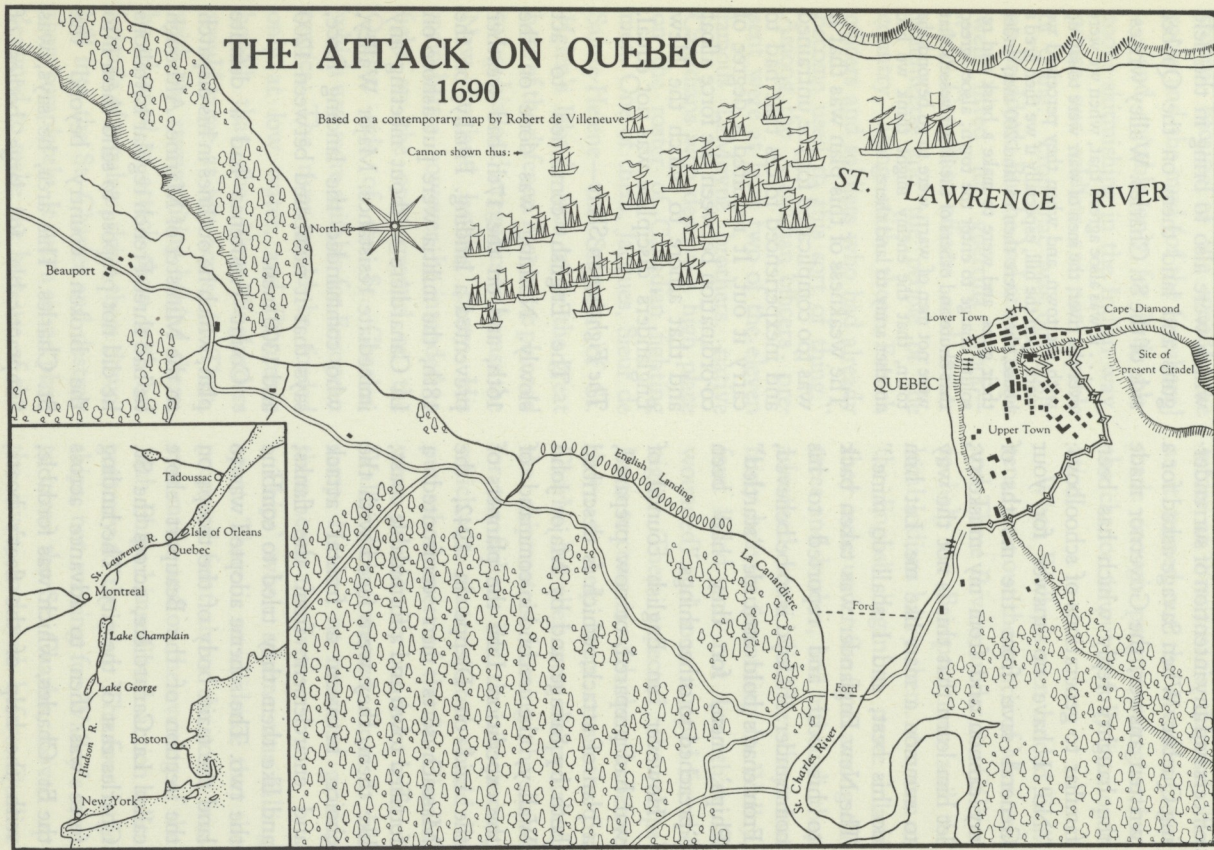 THE ATTACK ON QUEBEC
1690
Based on a contemporary map by Robert de Villeneuve
Cannon shown thus:
ST. LAWRENCE RIVER
North
Beauport
Lower Town
Cape Diamond
Site of
present Citadel
QUEBEC
Upper Town
English
Landing
La Canardière
Ford
Ford
St Charles River
Tadoussac
Isle of Orleans
Quebec
St. Lawrence R.
Montreal
Lake Champlain
Lake George
Hudson R.
Boston
New York